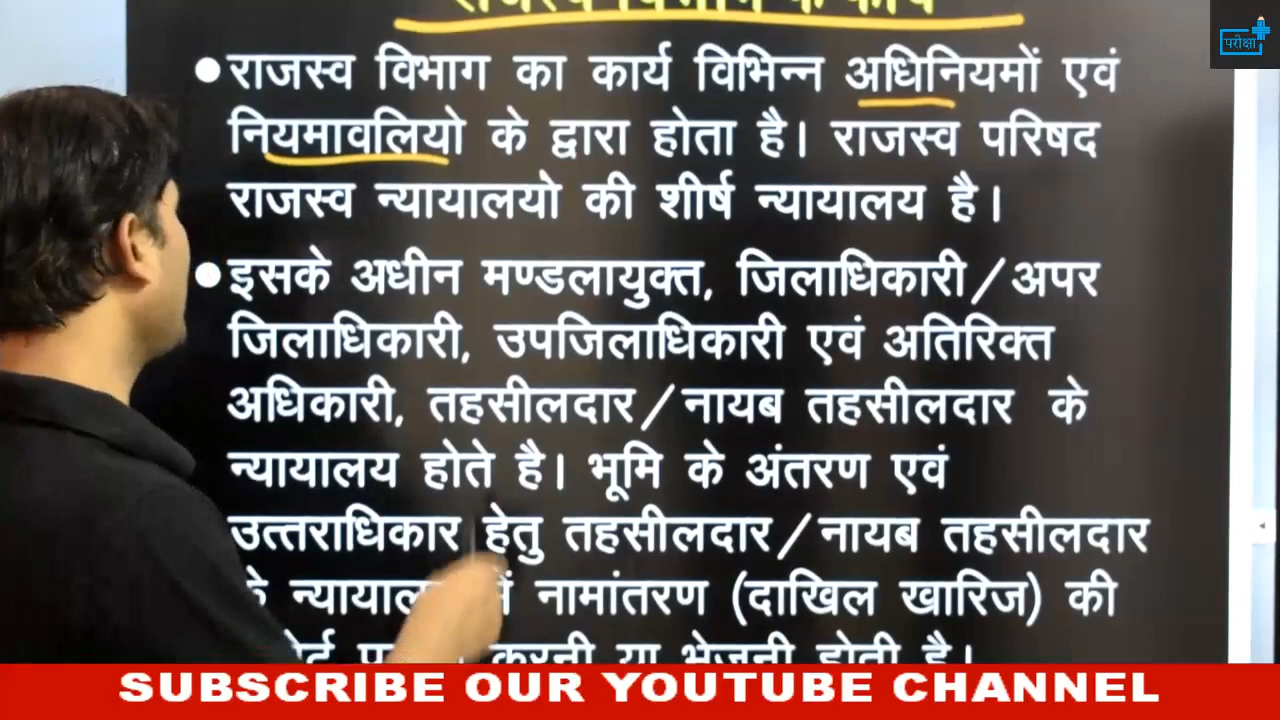 राजस्व विभाग के कार्य
परीक्षा
राजस्व विभाग का कार्य विभिन्न अधिनियमों एवं
नियमावलियो के द्वारा होता है। राजस्व परिषद
राजस्व न्यायालयो की शीर्ष न्यायालय है।
इसके अधीन मण्डलायुक्त, जिलाधिकारी/अपर
जिलाधिकारी, उपजिलाधिकारी एवं अतिरिक्त
अधिकारी, तहसीलदार/नायब तहसीलदार के
न्यायालय होते है। भूमि के अंतरण एवं
उत्तराधिकार हेतु तहसीलदार/नायब तहसीलदार
न्यायालय में नामांतरण (दाखिल खारिज) की
करनी या भेजनी होती है।
SUBSCRIBE OUR YOUTUBE CHANNEL